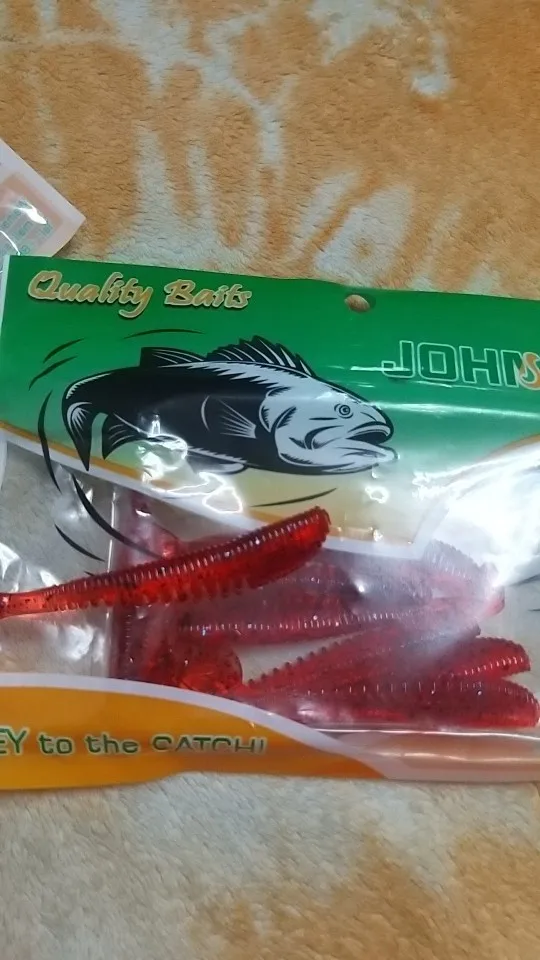 Quality Baits
JOHNS
EY to the CATCH!